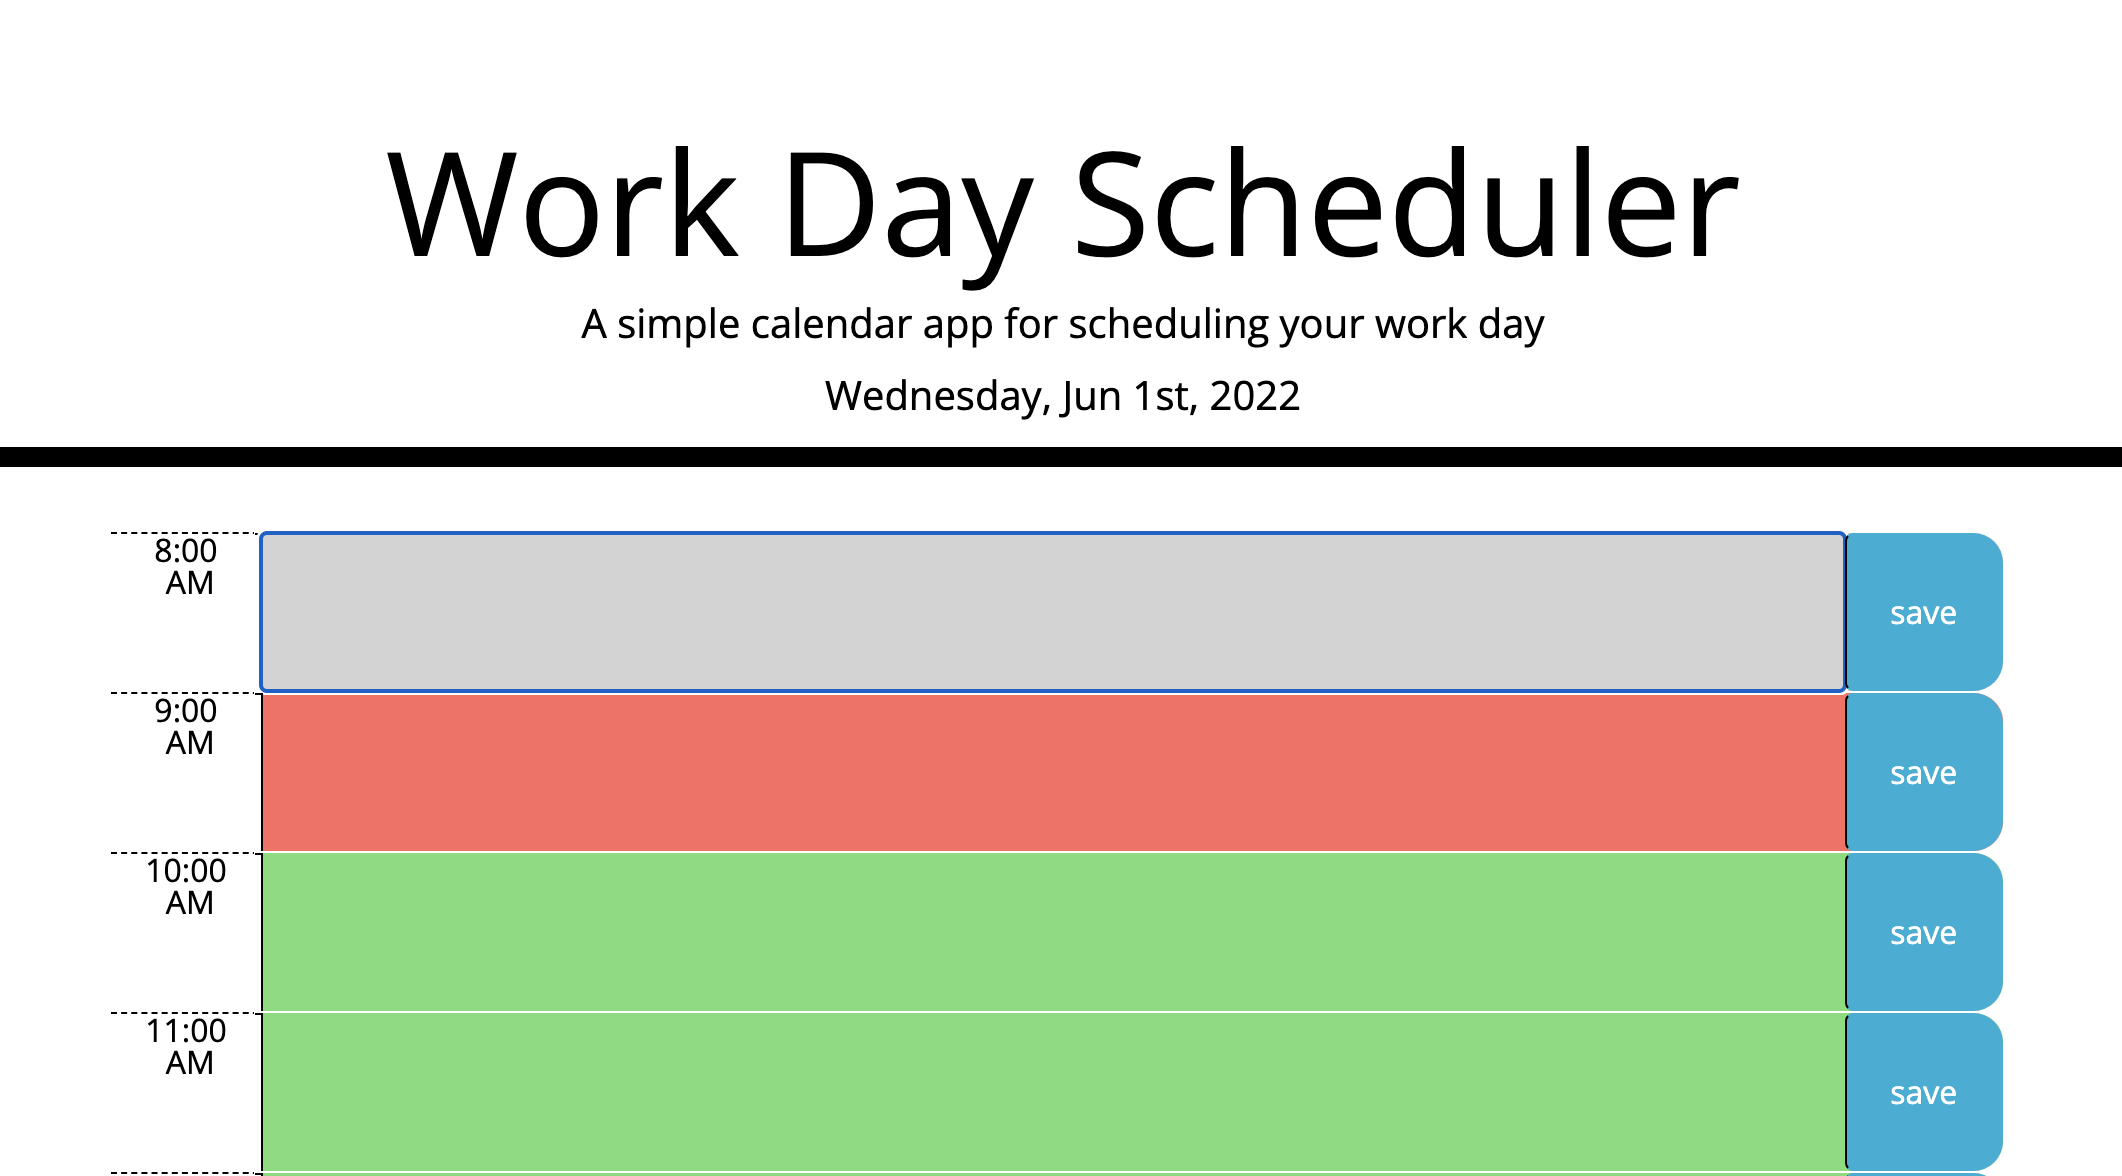 Work Day Scheduler
A simple calendar app for scheduling your work day
Wednesday, Jun 1st, 2022
8:00
AM
save
9:00
AM
save
10:00
AM
save
11:00
AM
save